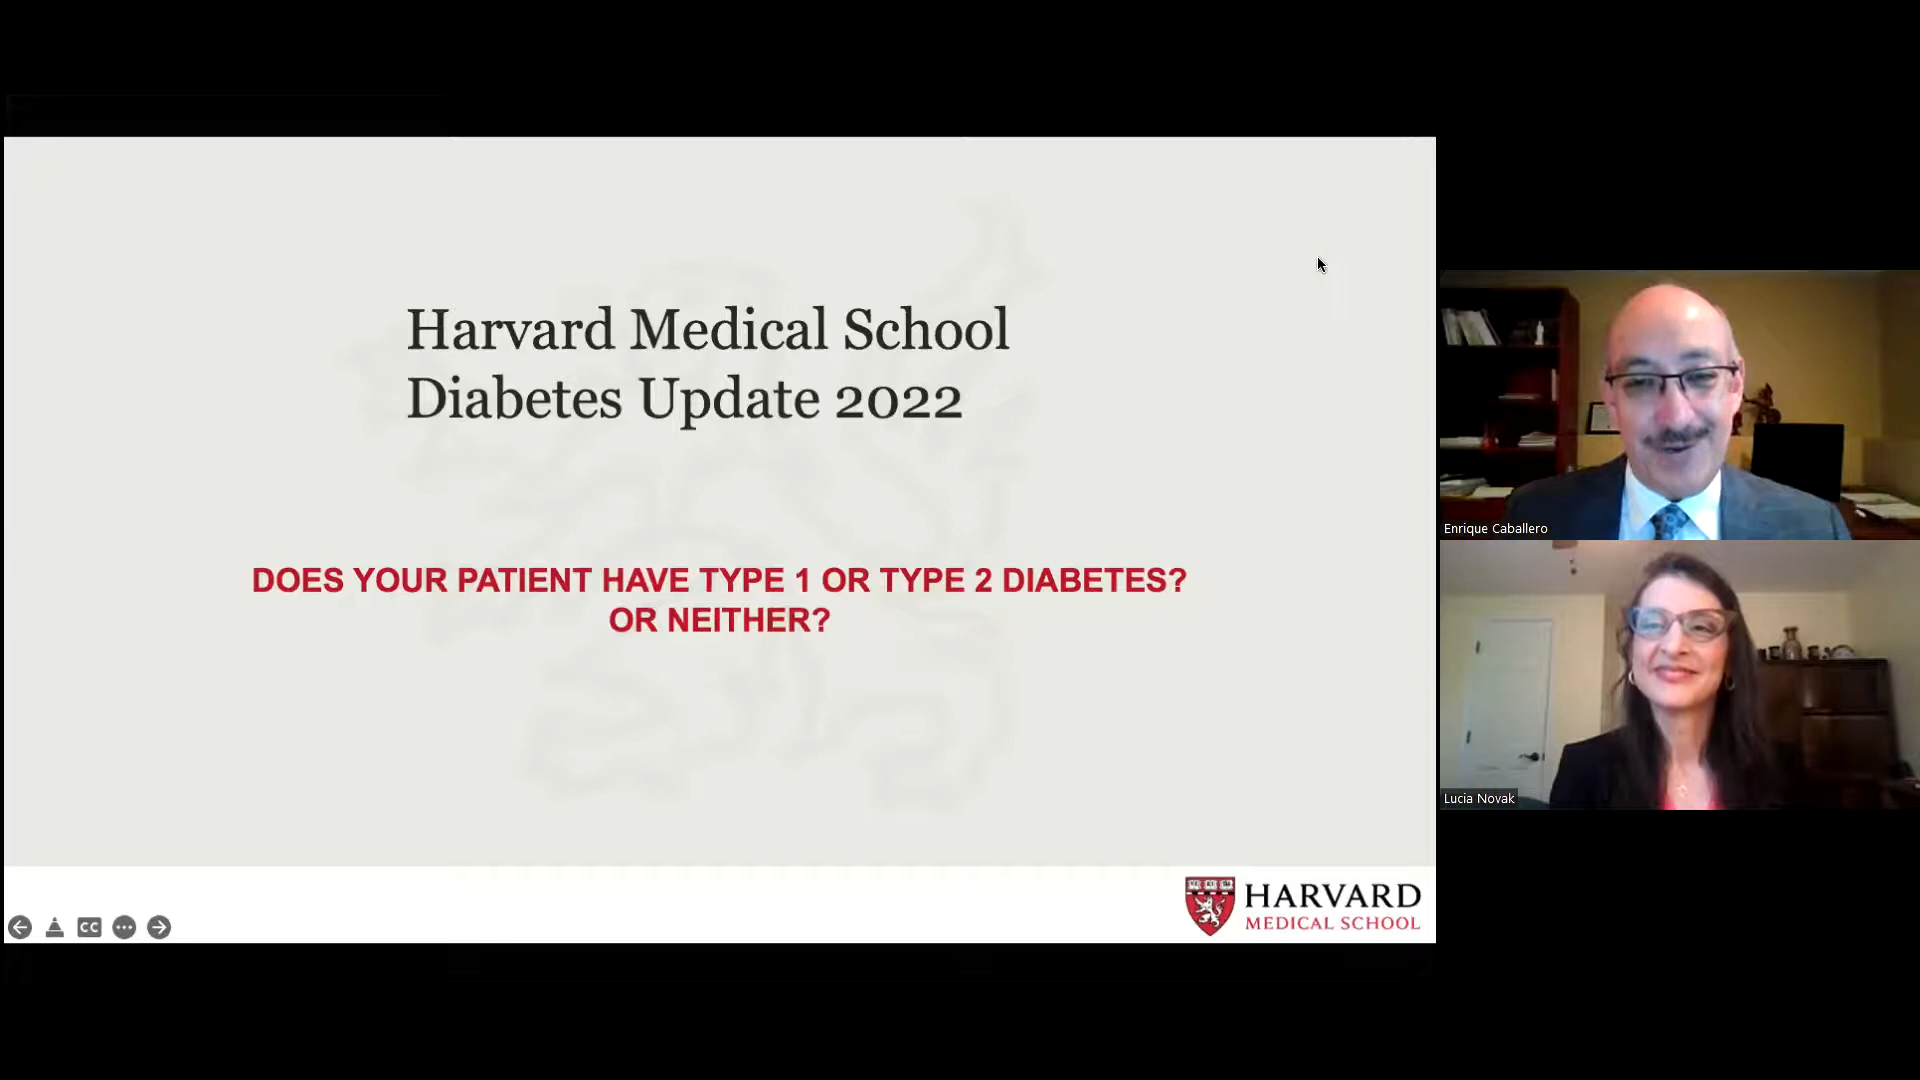 Harvard Medical School
Diabetes Update 2022
DOES YOUR PATIENT HAVE TYPE 1 OR TYPE 2 DIABETES?
OR NEITHER?
HARVARD
MEDICAL SCHOOL
CC
Enrique Caballero
Lucia Novak